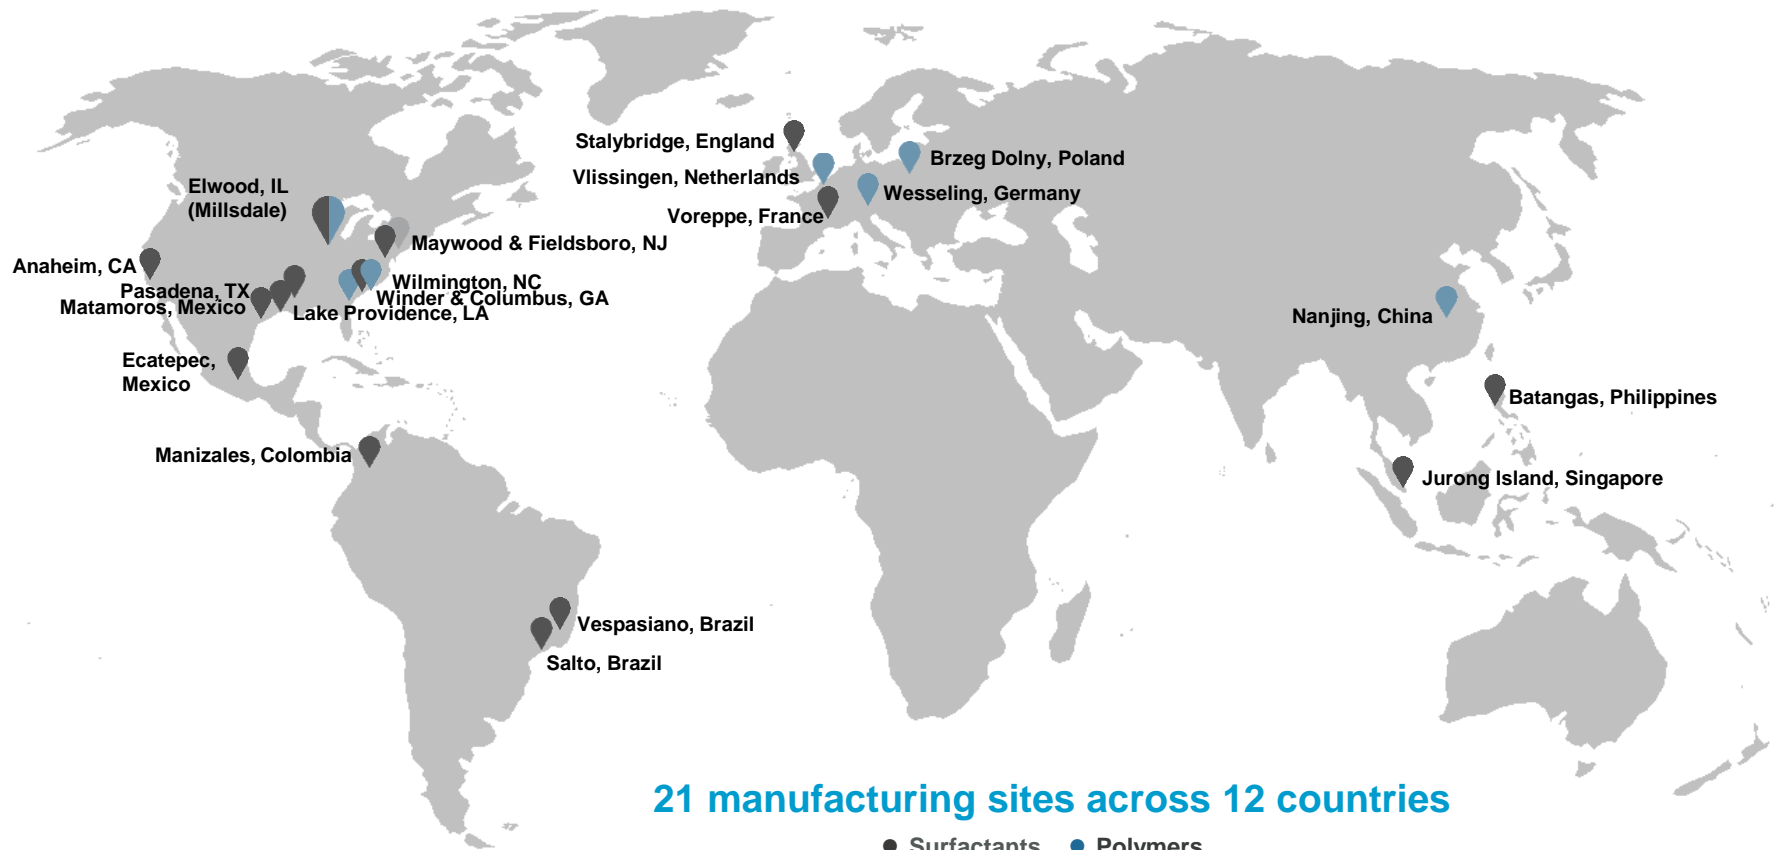 Stalybridge, England
Vlissingen, Netherlands
Brzeg Dolny, Poland
Wesseling, Germany
Voreppe, France
Elwood, IL
(Millsdale)
Maywood & Fieldsboro, NJ
Anaheim, CA
Pasadena, TX
Matamoros, Mexico
Wilmington, NC
Winder & Columbus, GA
Lake Providence, LA
Nanjing, China
Ecatepec,
Mexico
Batangas, Philippines
Manizales, Colombia
Jurong Island, Singapore
Vespasiano, Brazil
Salto, Brazil
21 manufacturing sites across 12 countries
Surfactants
Polymers